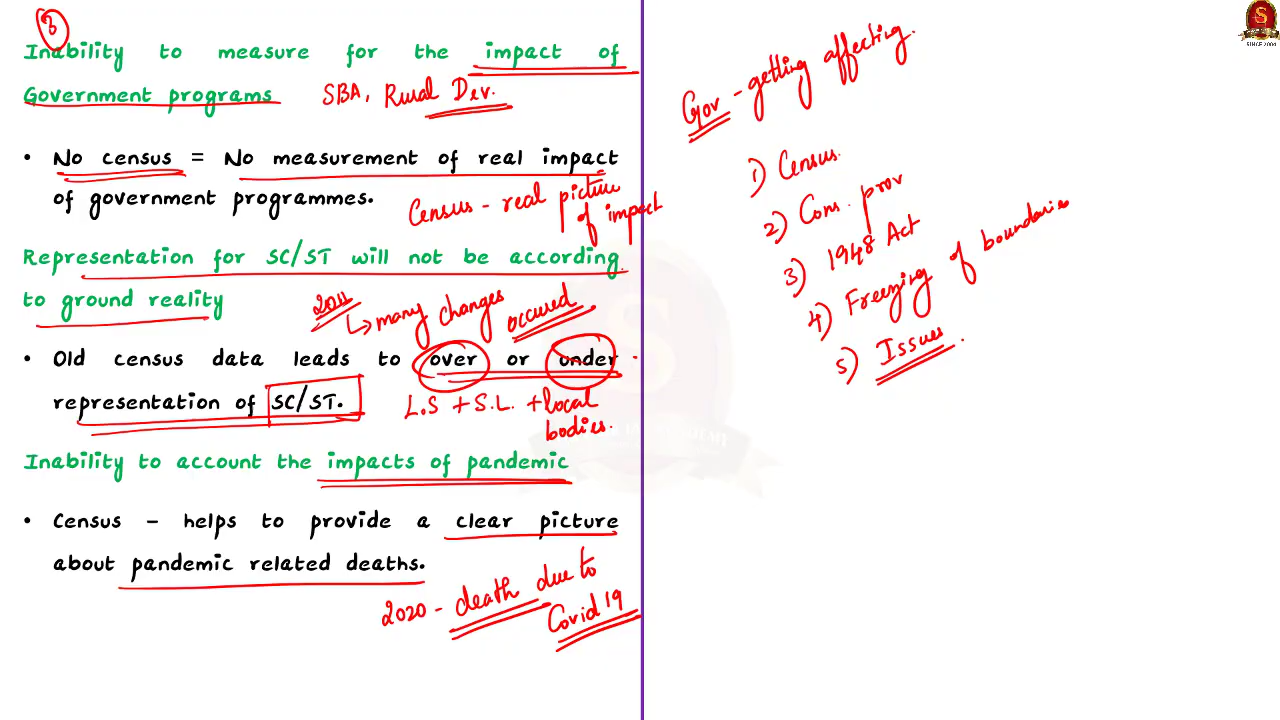 3
Inability to measure for the impact of
Government programs SBA, Rural Dev.
• No census = No measurement of real impact
of government programmes.
Census - real picture
of impact
Representation for SC/ST will not be according
to ground reality
2011
↳ many changes occured
• Old census data leads to over or under
representation of SC/ST.
L.S + S.L. + local
bodies.
Inability to account the impacts of pandemic
• Census – helps to provide a clear picture
about pandemic related deaths.
2020 - death due to
Covid 19
Gov - getting affecting.
1) Census.
2) Cons. prov
3) 1948 Act
4) Freezing of boundaries
5) Issues.
S
SINCE 2004
ACADEMY